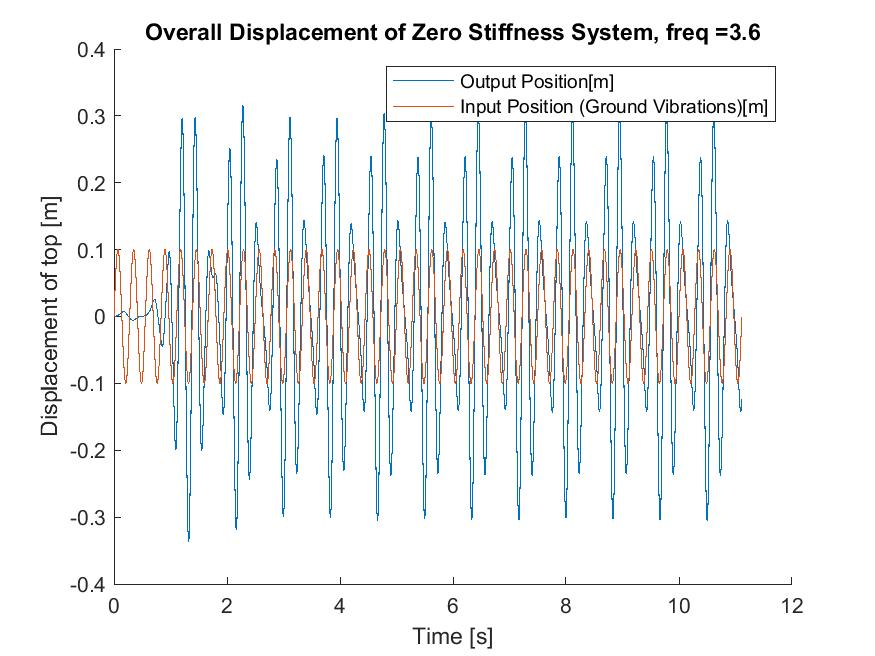 Overall Displacement of Zero Stiffness System, freq =3.6
0.4
0.3
0.2
0.1
0
-0.1
-0.2
-0.3
-0.4
Displacement of top [m]
Output Position[m]
Input Position (Ground Vibrations)[m]
0 2 4 6 8 10 12
Time [s]